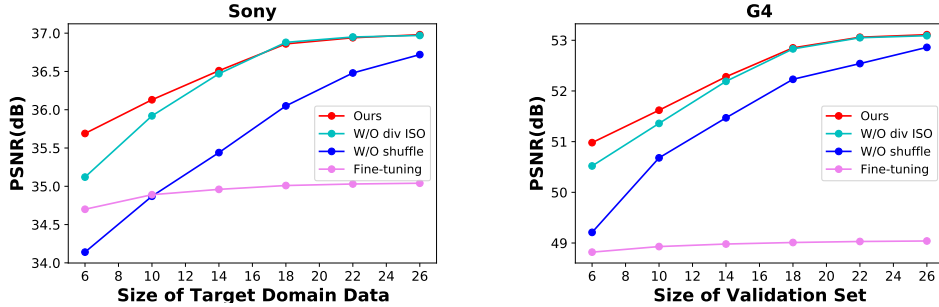 Sony
PSNR(dB)
37.0
36.5
36.0
35.5
35.0
34.5
34.0
6 8 10 12 14 16 18 20 22 24 26
Size of Target Domain Data
Ours
W/O div ISO
W/O shuffle
Fine-tuning
G4
PSNR(dB)
53
52
51
50
49
6 8 10 12 14 16 18 20 22 24 26
Size of Validation Set
Ours
W/O div ISO
W/O shuffle
Fine-tuning